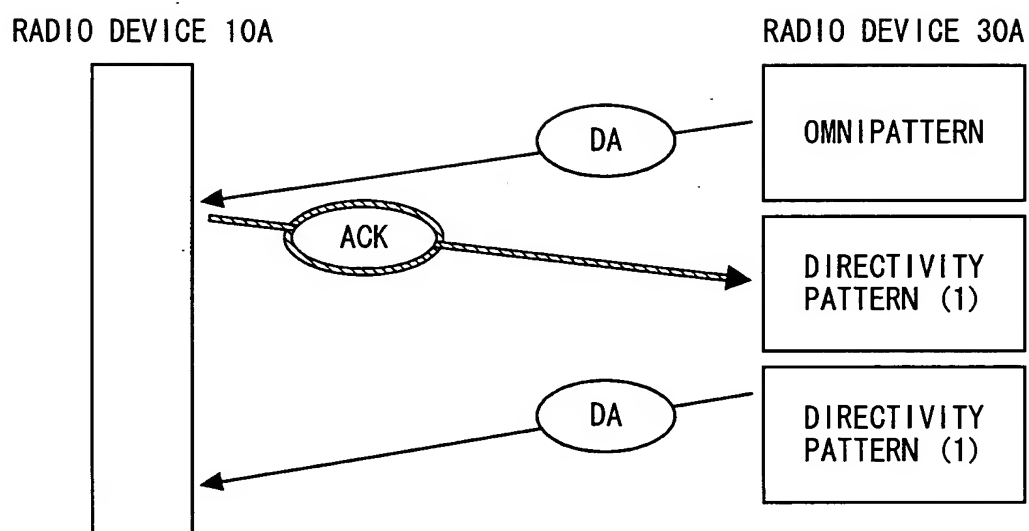 RADIO DEVICE 10A
RADIO DEVICE 30A
DA
OMNIPATTERN
ACK
DIRECTIVITY
PATTERN (1)
DA
DIRECTIVITY
PATTERN (1)